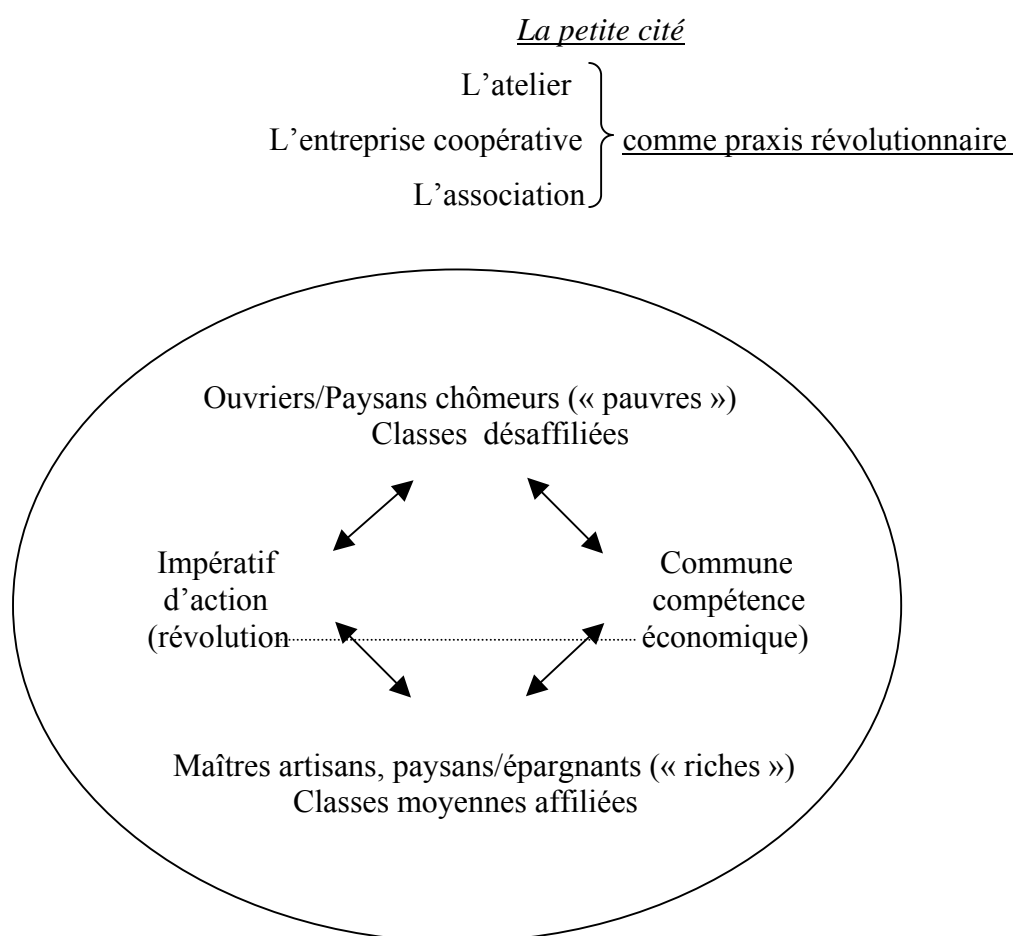 La petite cité
L’atelier
L’entreprise coopérative comme praxis révolutionnaire
L’association
Ouvriers/Paysans chômeurs (« pauvres »)
Classes désaffiliées
Impératif
d’action
(révolution
Commune
compétence
économique)
Maîtres artisans, paysans/épargnants (« riches »)
Classes moyennes affiliées